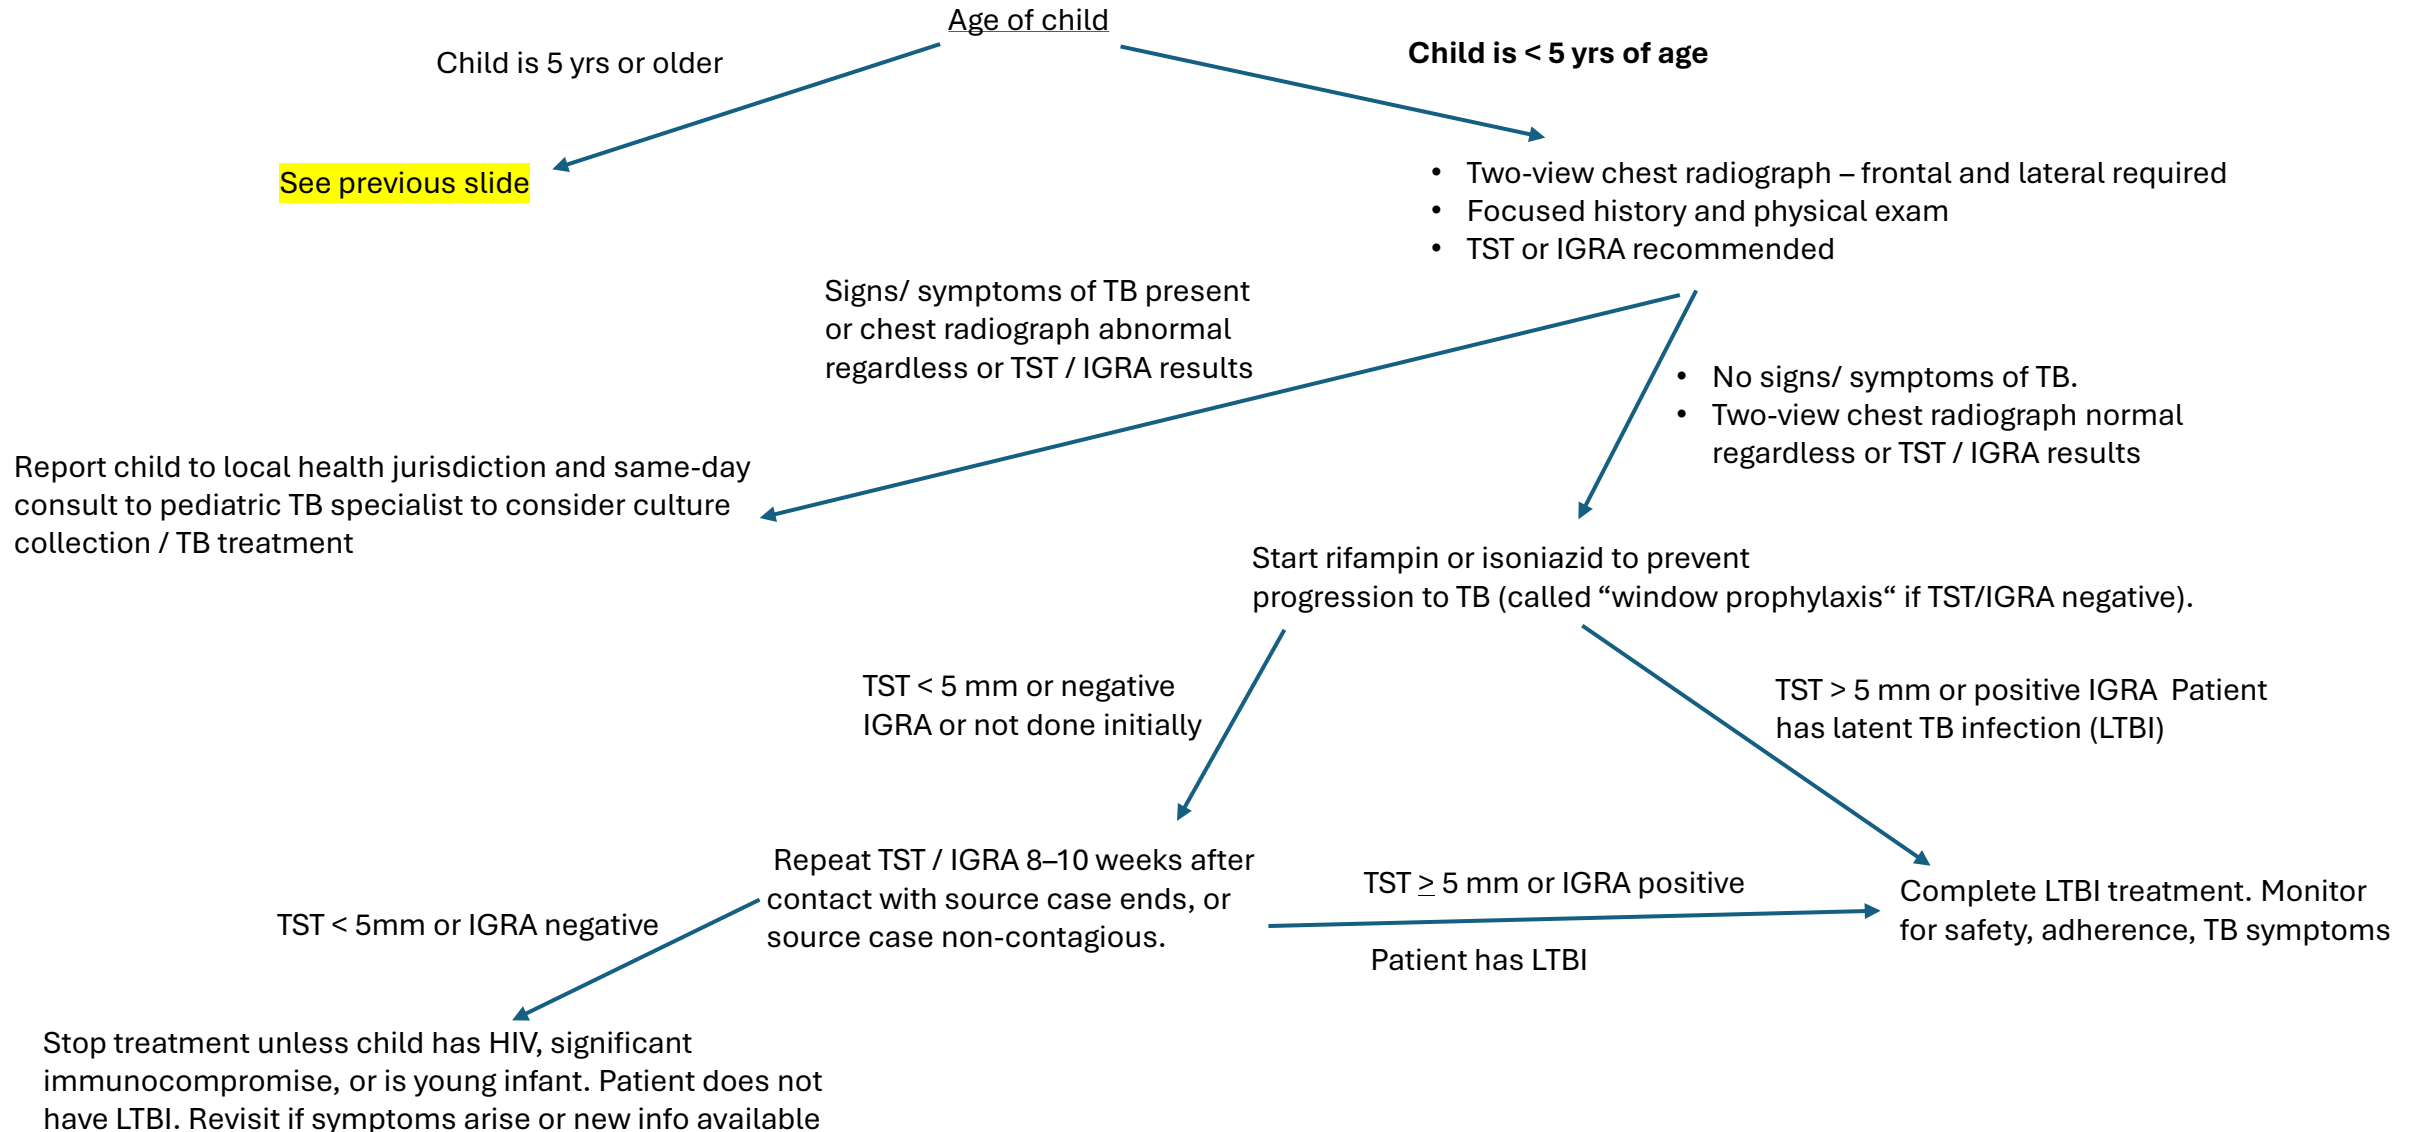 Age of child
Child is 5 yrs or older
Child is < 5 yrs of age
See previous slide
• Two-view chest radiograph – frontal and lateral required
• Focused history and physical exam
• TST or IGRA recommended
Signs/ symptoms of TB present
or chest radiograph abnormal
regardless or TST / IGRA results
• No signs/ symptoms of TB.
• Two-view chest radiograph normal
regardless or TST / IGRA results
Report child to local health jurisdiction and same-day
consult to pediatric TB specialist to consider culture
collection / TB treatment
Start rifampin or isoniazid to prevent
progression to TB (called “window prophylaxis“ if TST/IGRA negative).
TST < 5 mm or negative
IGRA or not done initially
TST > 5 mm or positive IGRA  Patient
has latent TB infection (LTBI)
Repeat TST / IGRA 8–10 weeks after
contact with source case ends, or
source case non-contagious.
TST ≥ 5 mm or IGRA positive
Patient has LTBI
Complete LTBI treatment. Monitor
for safety, adherence, TB symptoms
TST < 5mm or IGRA negative
Stop treatment unless child has HIV, significant
immunocompromise, or is young infant. Patient does not
have LTBI. Revisit if symptoms arise or new info available